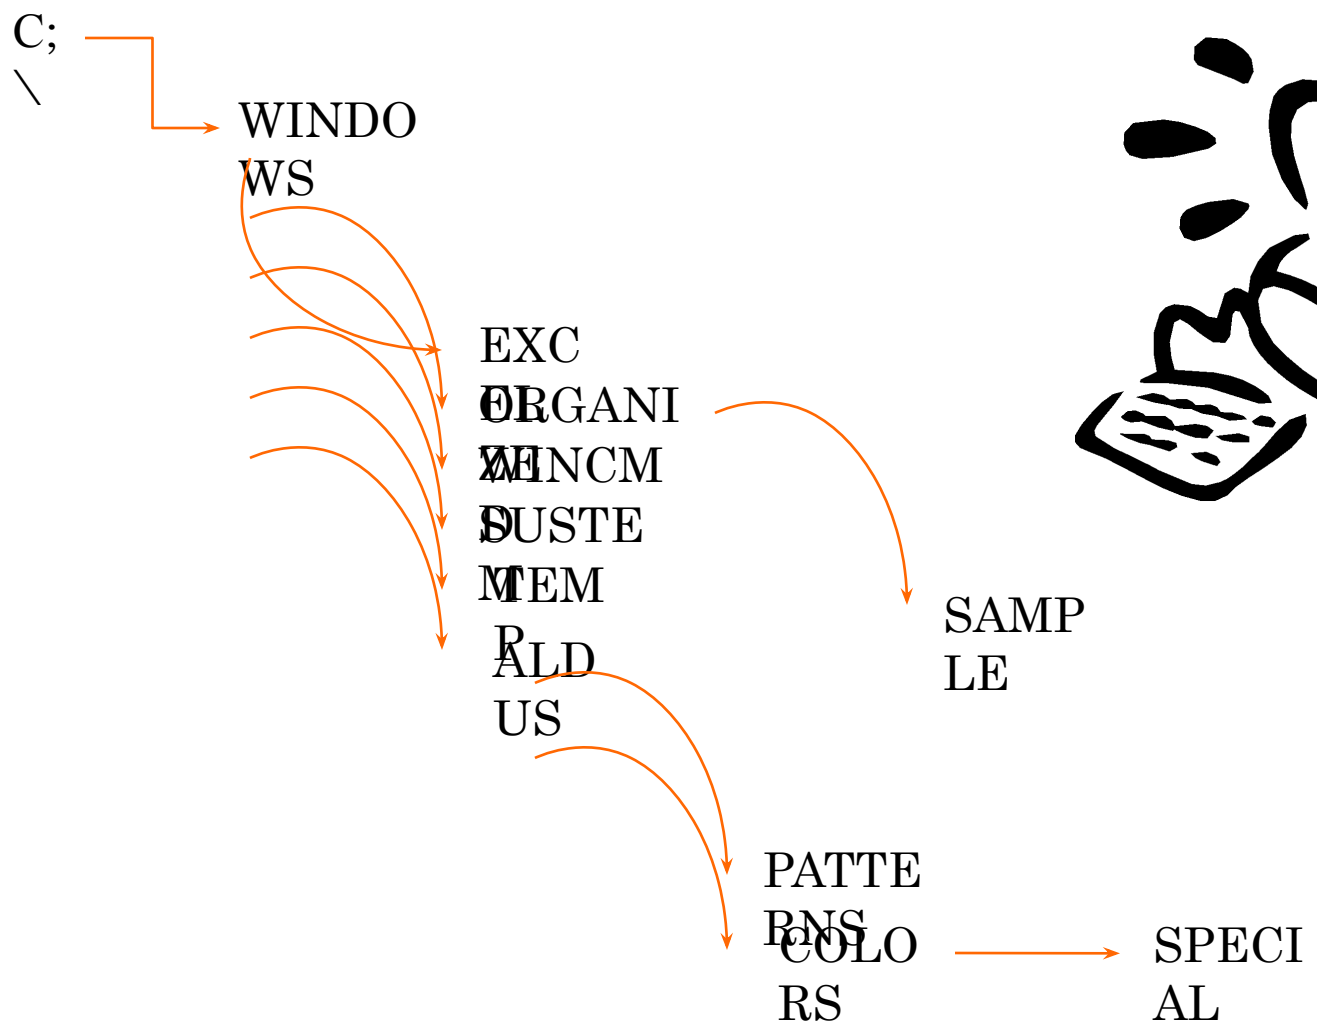 C;
\
WINDO
WS
EXC
EL
ORGANI
ZE
WINCM
D
SUSTE
M
TEM
P
ALD
US
SAMP
LE
PATTE
RNS
COLO
RS
SPECI
AL